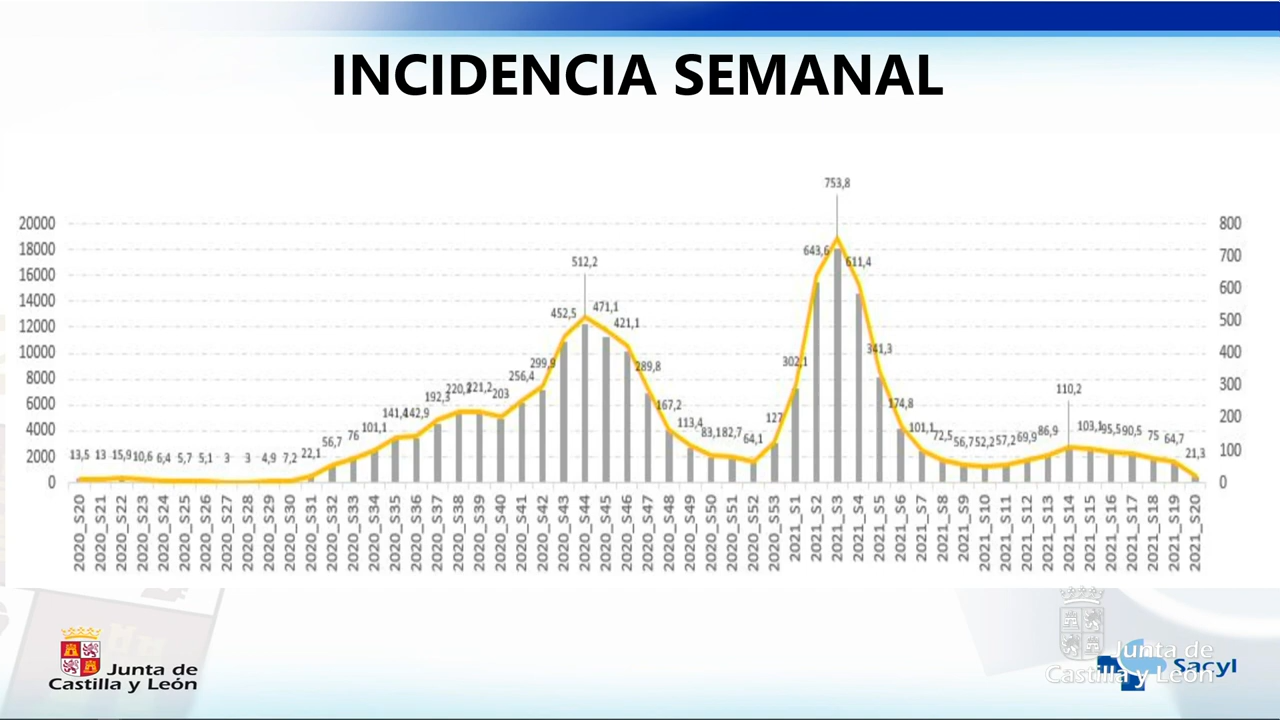 INCIDENCIA SEMANAL
753,8
20000 800
18000 643,6 700
512,2 611,4
16000 600
14000 471,1
452,5 500
12000 421,1
10000 341,3 400
299,9 289,8 302,1
8000 256,4 110,2 300
192,3 220,2 221,2 203 167,2 174,8
6000 141,4 142,9 127 200
101,1 113,4 101,1 103,1
4000 76 83,1 82,7 72,5 69,9 86,9 95,5 90,5 75
56,7 64,1 56,7 52,2 57,2 64,7
13,5 13 15,9 10,6 6,4 5,7 5,1 3 3 4,9 7,2 22,1 21,3
2000 100
0 0
2020_S20 2020_S21 2020_S22 2020_S23 2020_S24 2020_S25 2020_S26 2020_S27 2020_S28 2020_S29 2020_S30 2020_S31 2020_S32 2020_S33 2020_S34 2020_S35 2020_S36 2020_S37 2020_S38 2020_S39 2020_S40 2020_S41 2020_S42 2020_S43 2020_S44 2020_S45 2020_S46 2020_S47 2020_S48 2020_S49 2020_S50 2020_S51 2020_S52 2020_S53 2021_S1 2021_S2 2021_S3 2021_S4 2021_S5 2021_S6 2021_S7 2021_S8 2021_S9 2021_S10 2021_S11 2021_S12 2021_S13 2021_S14 2021_S15 2021_S16 2021_S17 2021_S18 2021_S19 2021_S20
Junta de
Castilla y León
Junta de
Castilla y León
Sacyl